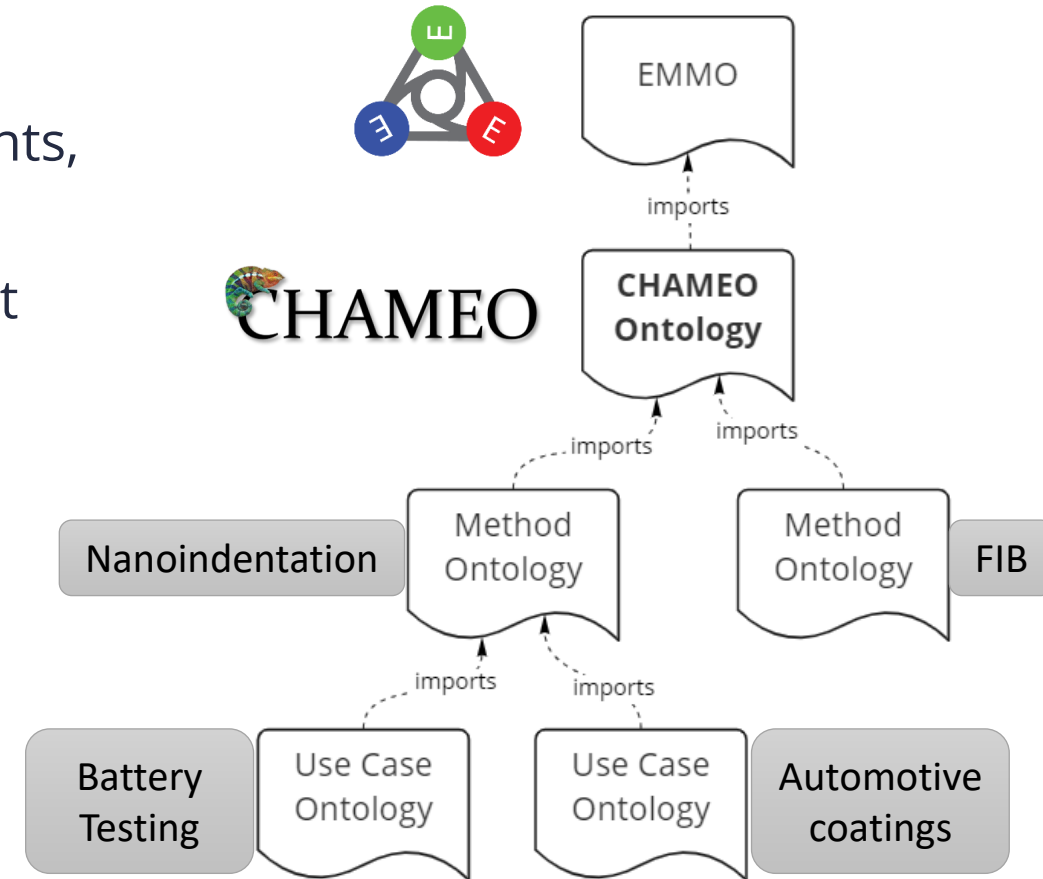 E
E
E
EMMO
nts,
imports
t
CHAMEO
CHAMEO
Ontology
imports
imports
Nanoindentation
Method
Ontology
Method
Ontology
FIB
imports
imports
Battery
Testing
Use Case
Ontology
Use Case
Ontology
Automotive
coatings